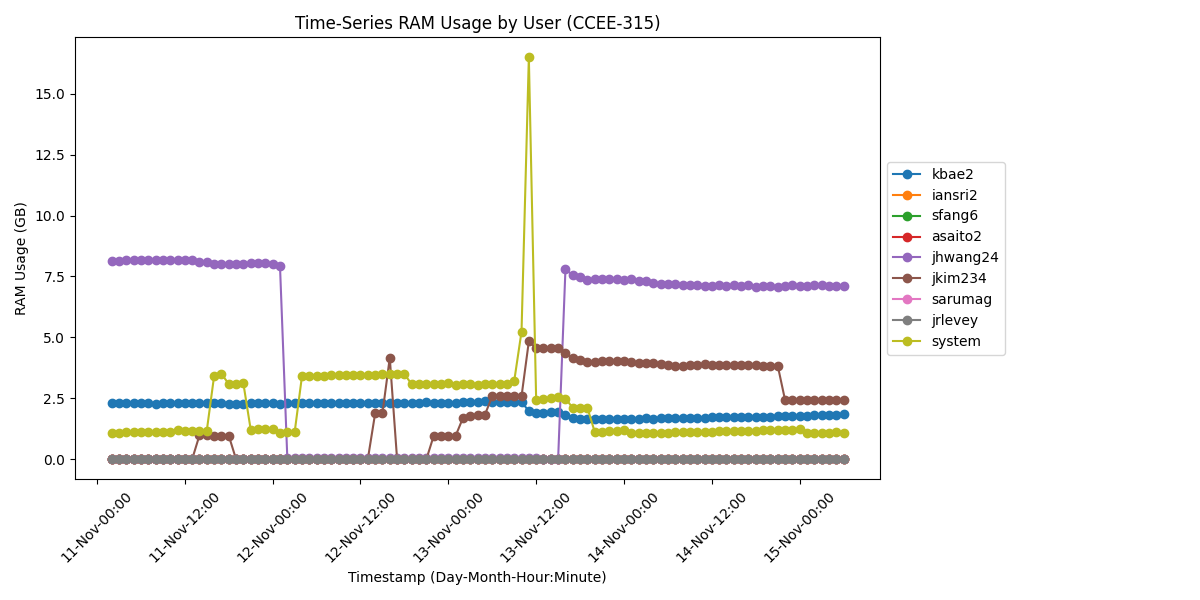 Time-Series RAM Usage by User (CCEE-315)
RAM Usage (GB)
15.0
12.5
10.0
7.5
5.0
2.5
0.0
11-Nov-00:00
11-Nov-12:00
12-Nov-00:00
12-Nov-12:00
13-Nov-00:00
13-Nov-12:00
14-Nov-00:00
14-Nov-12:00
15-Nov-00:00
Timestamp (Day-Month-Hour:Minute)
kbae2
iansri2
sfang6
asaito2
jhwang24
jkim234
sarumag
jrlevey
system